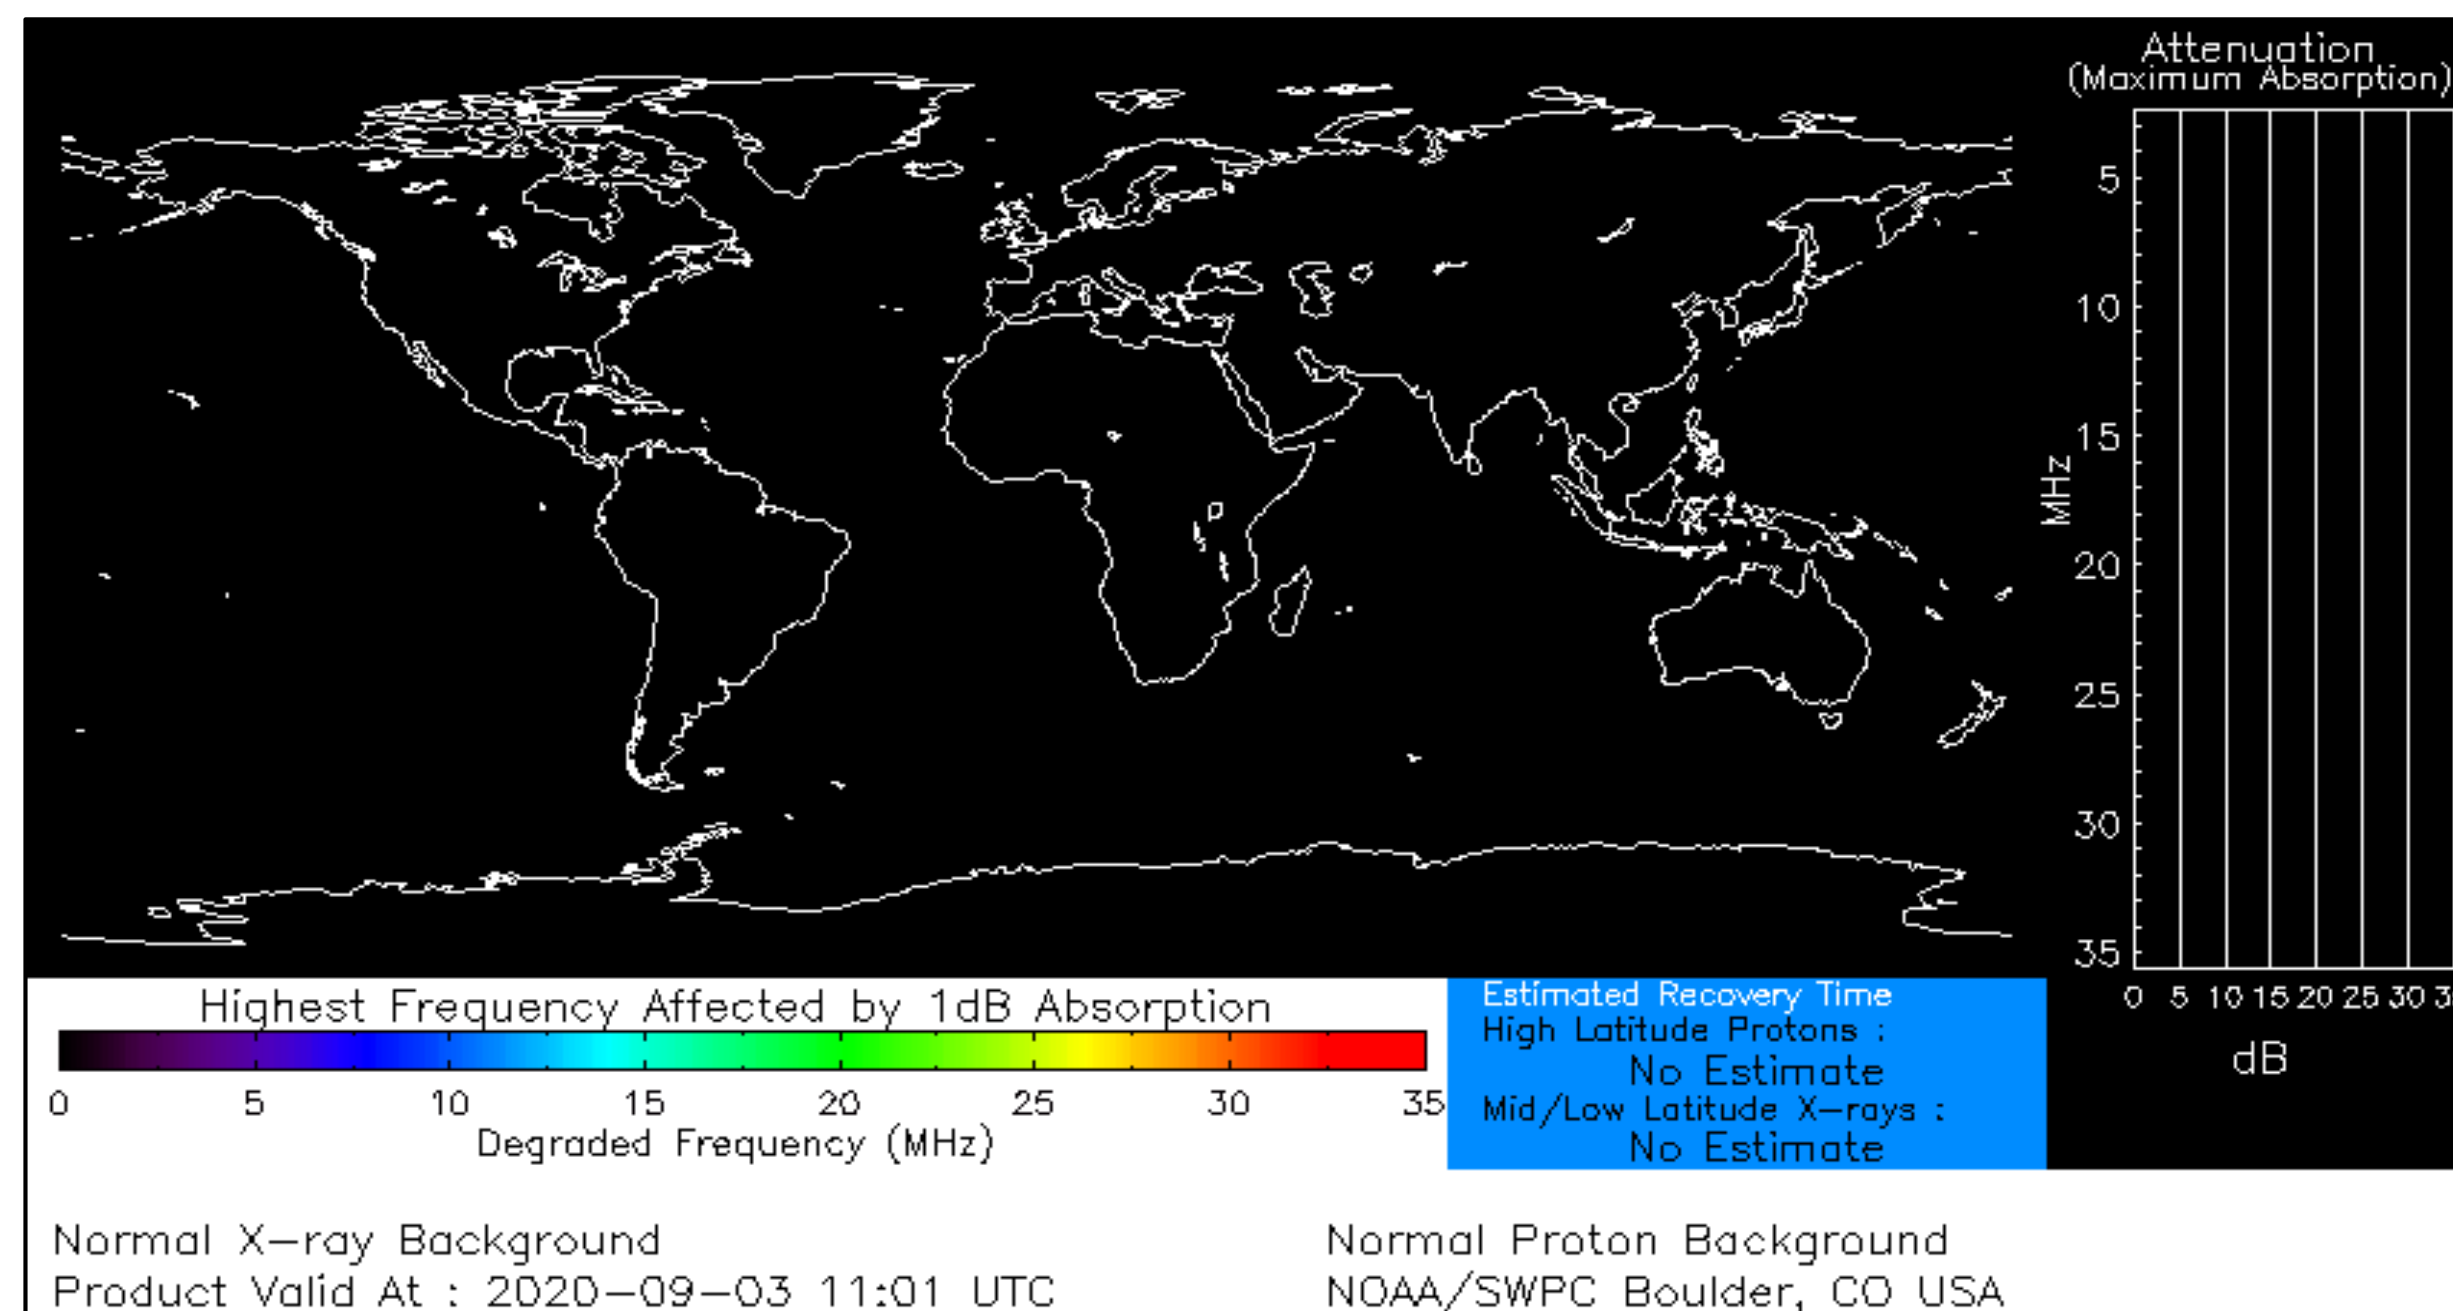 Attenuation
(Maximum Absorption)
5
10
15
20
25
30
35
MHz
0 5 10 15 20 25 30
dB
Highest Frequency Affected by 1dB Absorption
0 5 10 15 20 25 30 35
Degraded Frequency (MHz)
Estimated Recovery Time
High Latitude Protons :
No Estimate
Mid/Low Latitude X-rays :
No Estimate
Normal X-ray Background
Normal Proton Background
Product Valid At : 2020-09-03 11:01 UTC
NOAA/SWPC Boulder, CO USA